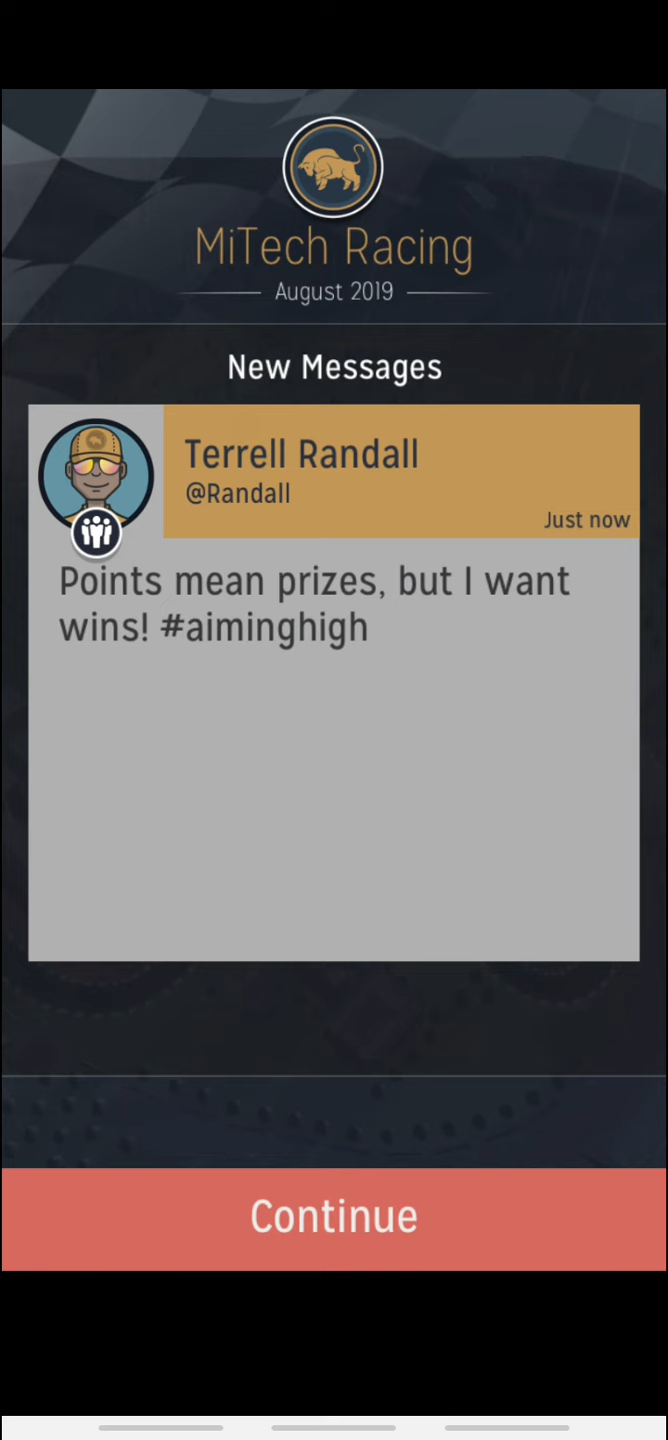 MiTech Racing
August 2019
New Messages
Terrell Randall
@Randall
Just now
Points mean prizes, but I want
wins! #aiminghigh
Continue